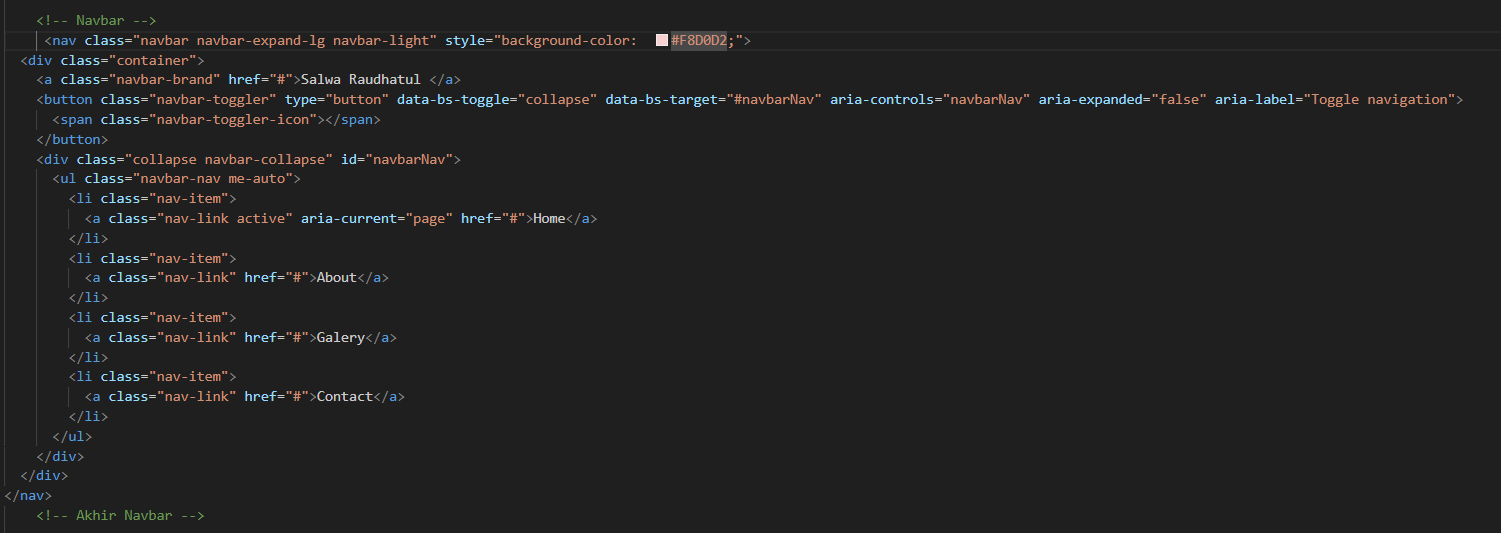 <!-- Navbar -->
<nav class="navbar navbar-expand-lg navbar-light" style="background-color: #F8D0D2;">
<div class="container">
<a class="navbar-brand" href="#">Salwa Raudhatul </a>
<button class="navbar-toggler" type="button" data-bs-toggle="collapse" data-bs-target="#navbarNav" aria-controls="navbarNav" aria-expanded="false" aria-label="Toggle navigation">
<span class="navbar-toggler-icon"></span>
</button>
<div class="collapse navbar-collapse" id="navbarNav">
<ul class="navbar-nav me-auto">
<li class="nav-item">
<a class="nav-link active" aria-current="page" href="#">Home</a>
</li>
<li class="nav-item">
<a class="nav-link" href="#">About</a>
</li>
<li class="nav-item">
<a class="nav-link" href="#">Galery</a>
</li>
<li class="nav-item">
<a class="nav-link" href="#">Contact</a>
</li>
</ul>
</div>
</div>
</nav>
<!-- Akhir Navbar -->